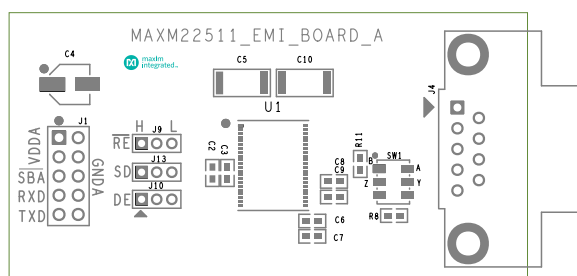 MAXM22511_EMI_BOARD_A
maxim
integrated™
C4
C5
C10
U1
J4
J1
VDDA
SBA
RXD
TXD
GNDA
H
L
J9
RE
J13
SD
J10
DE
C2
C3
R11
C8
C9
C6
C7
SW1
B
A
Z
Y
R8